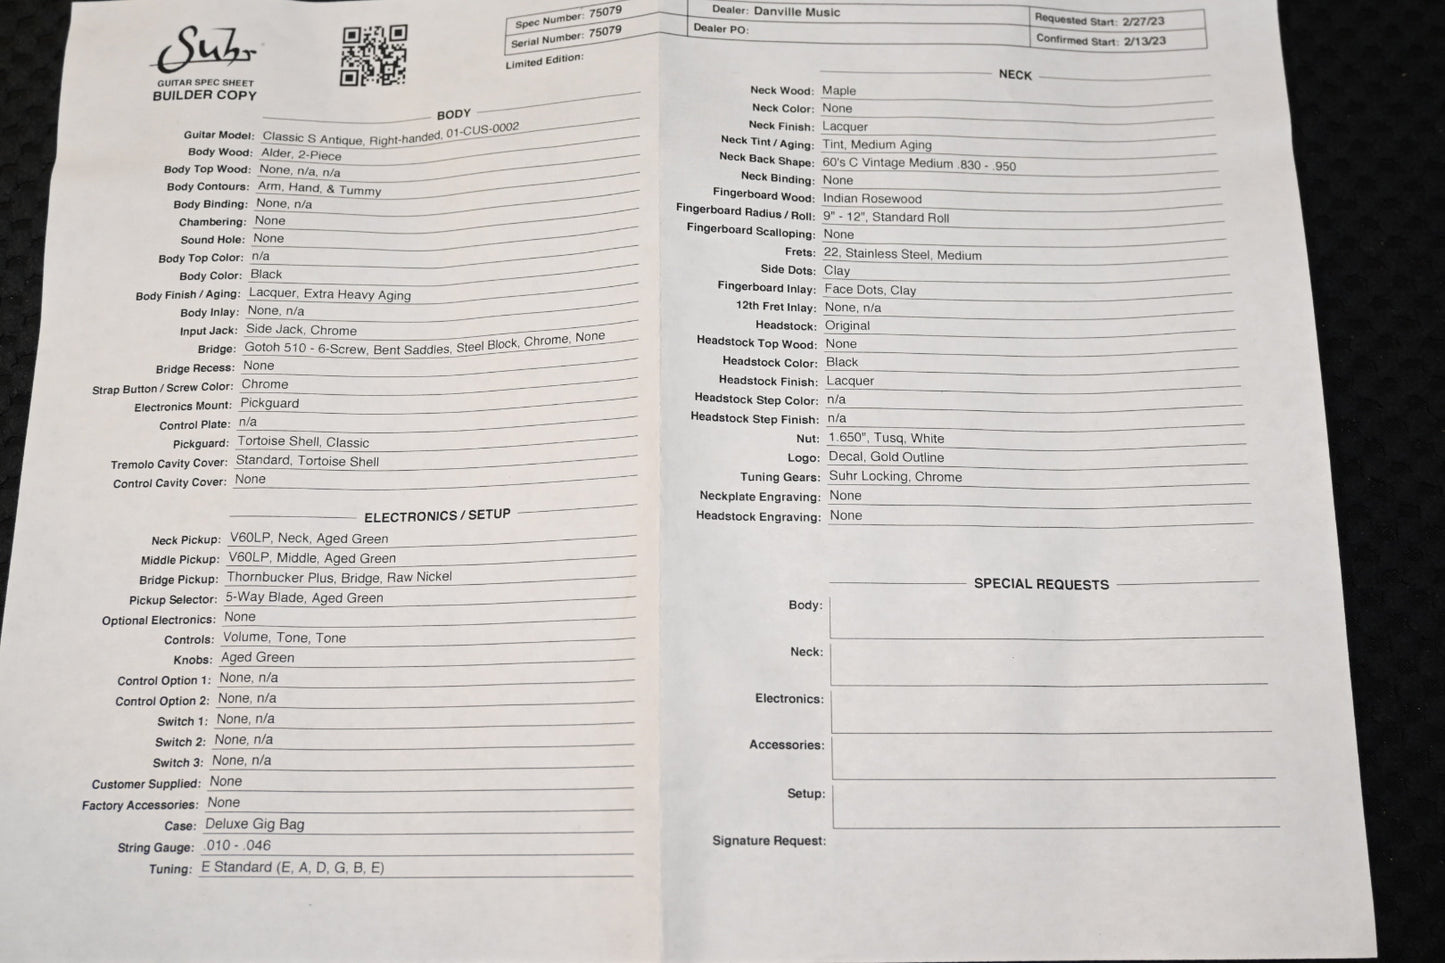 Suhr
GUITAR SPEC SHEET
BUILDER COPY
Spec Number: 75079
Serial Number: 75079
Limited Edition:
Dealer: Danville Music
Dealer PO:
Requested Start: 2/27/23
Confirmed Start: 2/13/23
BODY
Guitar Model: Classic S Antique, Right-handed, 01-CUS-0002
Body Wood: Alder, 2-Piece
Body Top Wood: None, n/a, n/a
Body Contours: Arm, Hand, & Tummy
Body Binding: None, n/a
Chambering: None
Sound Hole: None
Body Top Color: n/a
Body Color: Black
Body Finish / Aging: Lacquer, Extra Heavy Aging
Body Inlay: None, n/a
Input Jack: Side Jack, Chrome
Bridge: Gotoh 510 - 6-Screw, Bent Saddles, Steel Block, Chrome, None
Bridge Recess: None
Strap Button / Screw Color: Chrome
Electronics Mount: Pickguard
Control Plate: n/a
Pickguard: Tortoise Shell, Classic
Tremolo Cavity Cover: Standard, Tortoise Shell
Control Cavity Cover: None
ELECTRONICS / SETUP
Neck Pickup: V60LP, Neck, Aged Green
Middle Pickup: V60LP, Middle, Aged Green
Bridge Pickup: Thornbucker Plus, Bridge, Raw Nickel
Pickup Selector: 5-Way Blade, Aged Green
Optional Electronics: None
Controls: Volume, Tone, Tone
Knobs: Aged Green
Control Option 1: None, n/a
Control Option 2: None, n/a
Switch 1: None, n/a
Switch 2: None, n/a
Switch 3: None, n/a
Customer Supplied: None
Factory Accessories: None
Case: Deluxe Gig Bag
String Gauge: .010 - .046
Tuning: E Standard (E, A, D, G, B, E)
NECK
Neck Wood: Maple
Neck Color: None
Neck Finish: Lacquer
Neck Tint / Aging: Tint, Medium Aging
Neck Back Shape: 60's C Vintage Medium .830 - .950
Neck Binding: None
Fingerboard Wood: Indian Rosewood
Fingerboard Radius / Roll: 9" - 12", Standard Roll
Fingerboard Scalloping: None
Frets: 22, Stainless Steel, Medium
Side Dots: Clay
Fingerboard Inlay: Face Dots, Clay
12th Fret Inlay: None, n/a
Headstock: Original
Headstock Top Wood: None
Headstock Color: Black
Headstock Finish: Lacquer
Headstock Step Color: n/a
Headstock Step Finish: n/a
Nut: 1.650", Tusq, White
Logo: Decal, Gold Outline
Tuning Gears: Suhr Locking, Chrome
Neckplate Engraving: None
Headstock Engraving: None
SPECIAL REQUESTS
Body:
Neck:
Electronics:
Accessories:
Setup:
Signature Request: